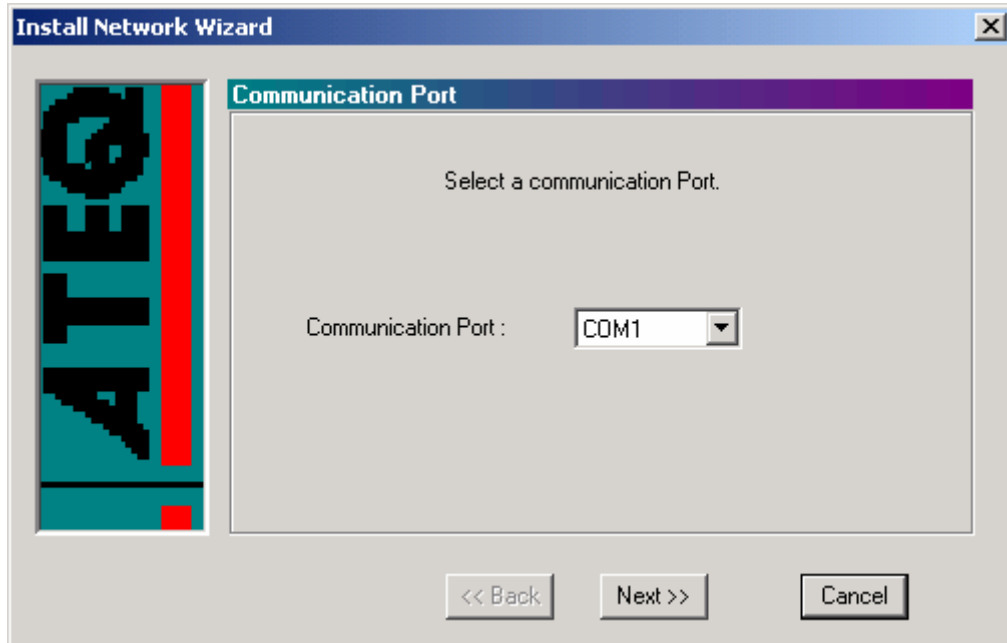 Install Network Wizard
ATEQ
Communication Port
Select a communication Port.
Communication Port :
COM1
<< Back
Next >>
Cancel